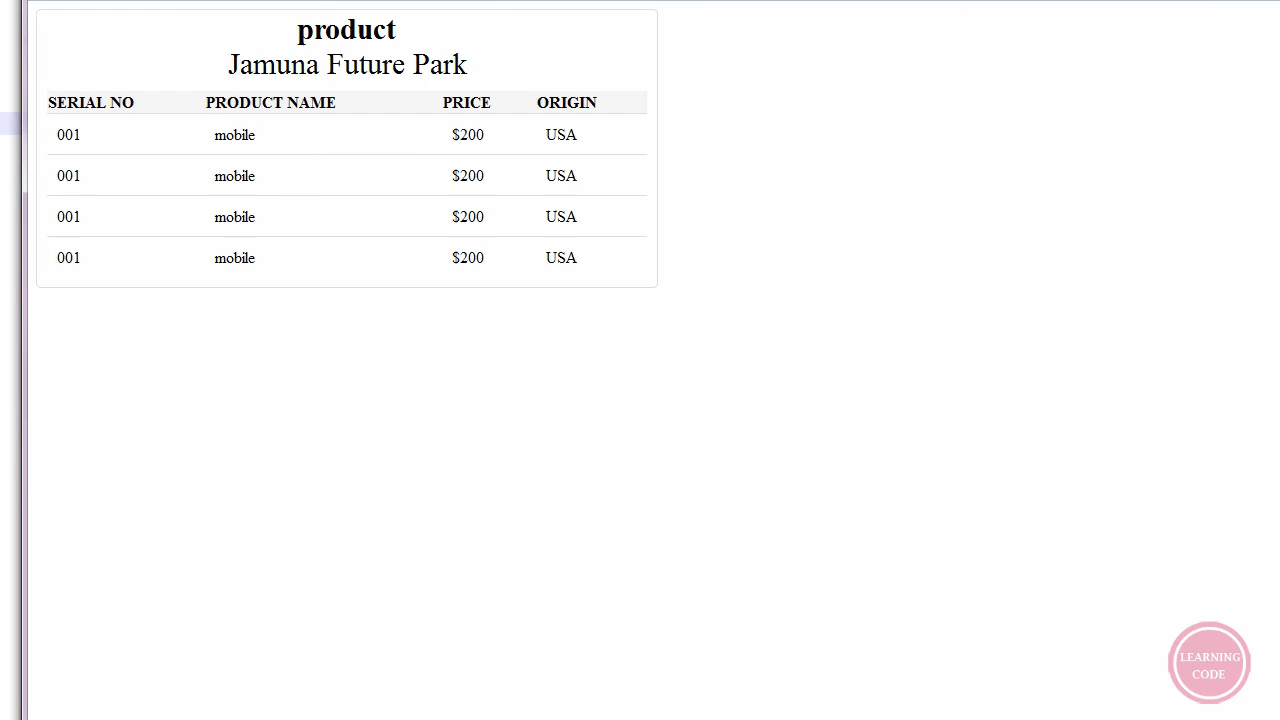 product
Jamuna Future Park
SERIAL NO PRODUCT NAME PRICE ORIGIN
001 mobile $200 USA
001 mobile $200 USA
001 mobile $200 USA
001 mobile $200 USA
LEARNING
CODE